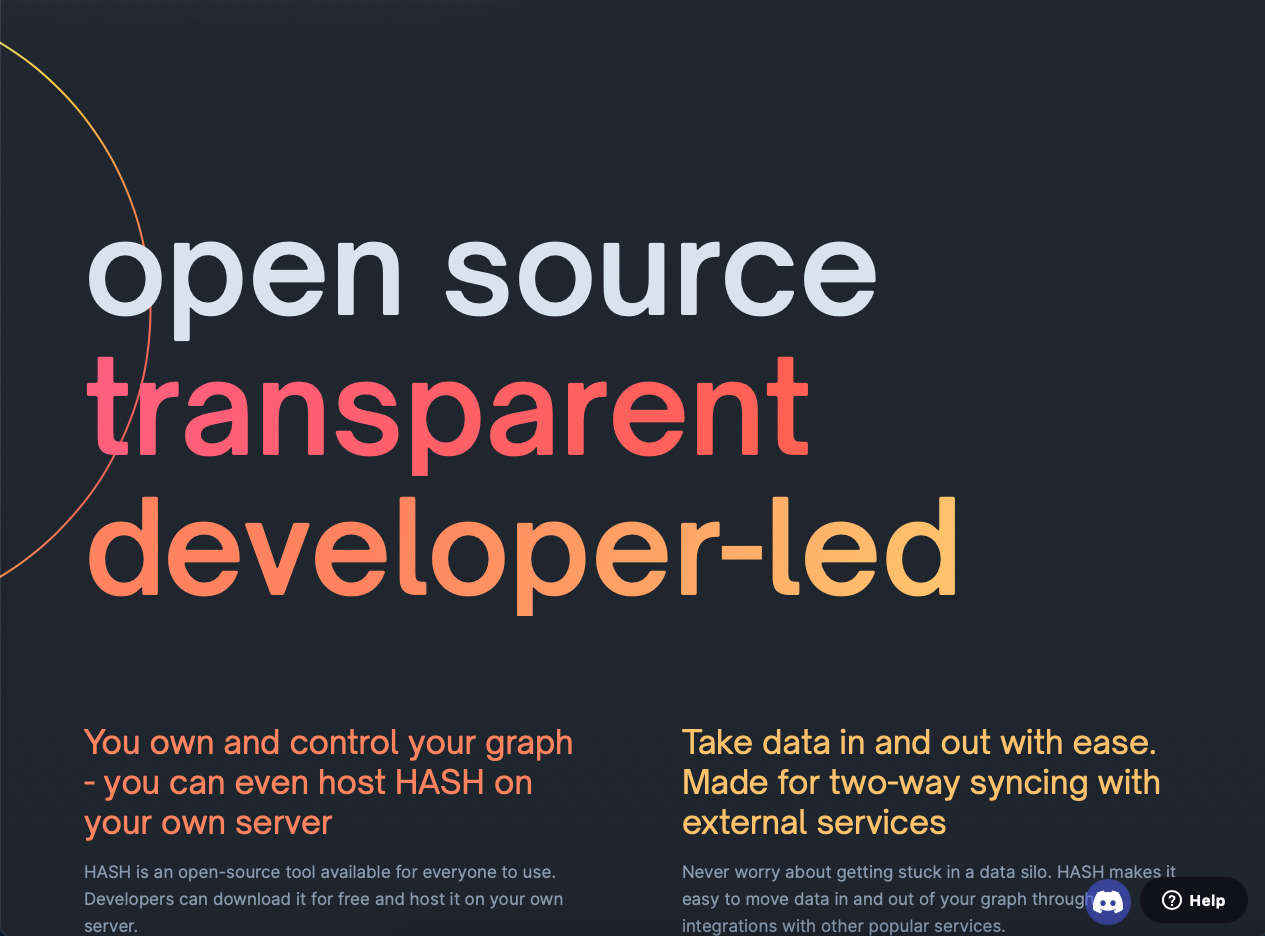 open source
transparent
developer-led
You own and control your graph
- you can even host HASH on
your own server
Take data in and out with ease.
Made for two-way syncing with
external services
HASH is an open-source tool available for everyone to use.
Developers can download it for free and host it on your own
server.
Never worry about getting stuck in a data silo. HASH makes it
easy to move data in and out of your graph through
integrations with other popular services.
Help